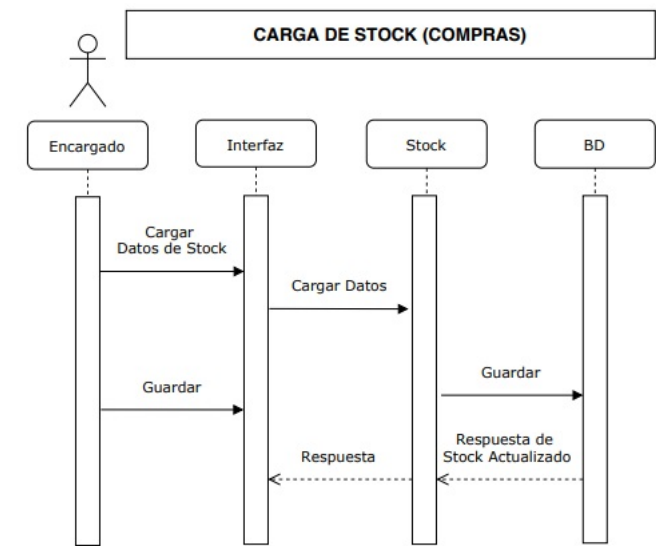 CARGA DE STOCK (COMPRAS)
Encargado
Interfaz
Stock
BD
Cargar
Datos de Stock
Cargar Datos
Guardar
Guardar
Respuesta de
Stock Actualizado
Respuesta